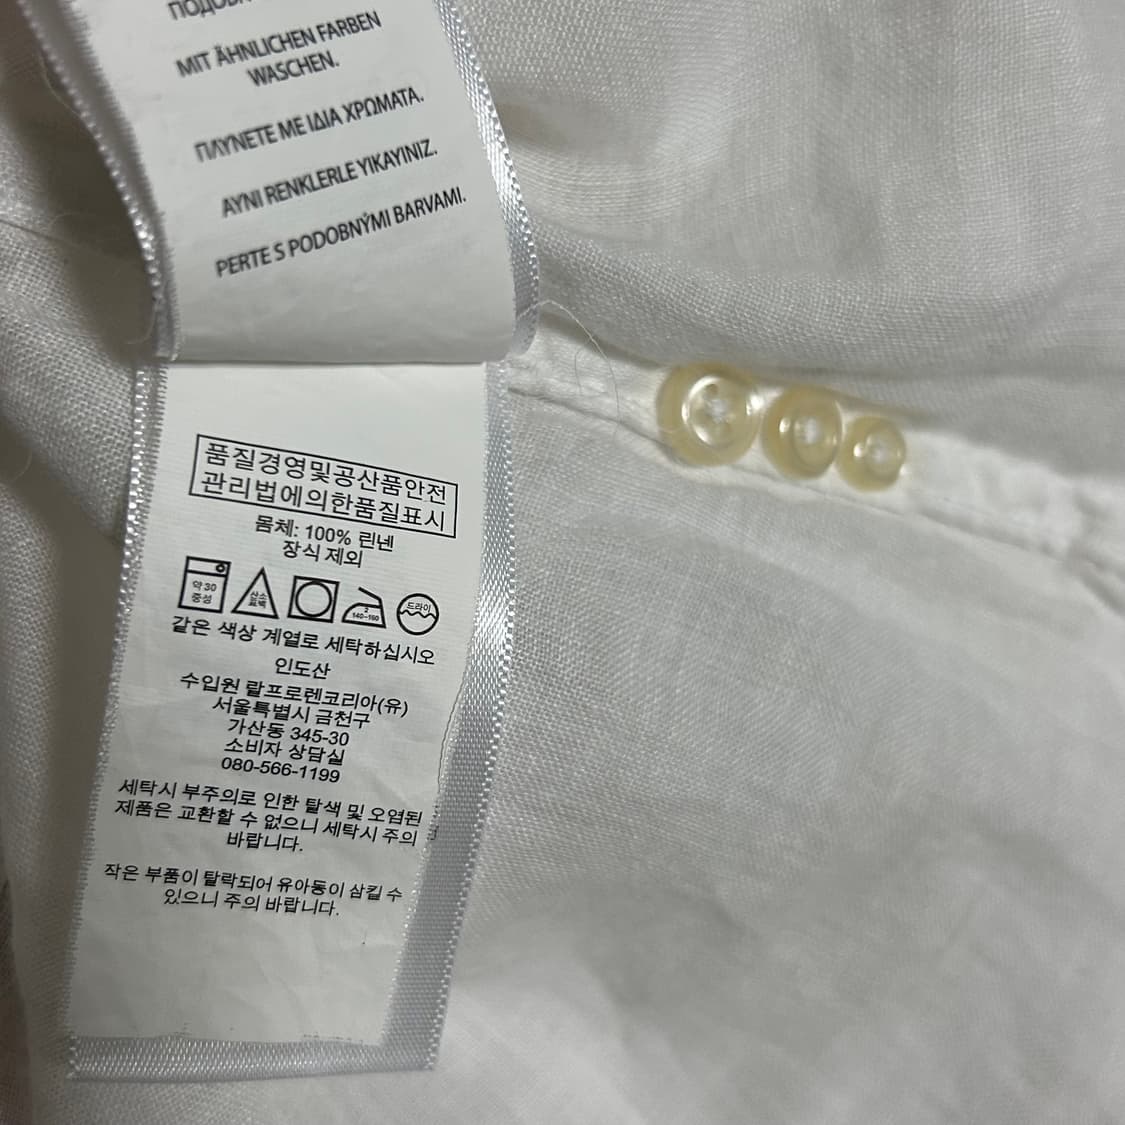 MIT ÄHNLICHEN FARBEN
WASCHEN.
ΠΛΥΝΕΤΕ ΜΕ ΙΔΙΑ ΧΡΩΜΑΤΑ.
AYNI RENKLERLE YIKAYINIZ.
PERTE S PODOBNÝMI BARVAMI.
품질경영및공산품안전
관리법에의한품질표시
몸체: 100% 린넨
장식 제외
약 30
중성
산소
표백
2
140~160
드라이
같은 색상 계열로 세탁하십시오
인도산
수입원 랄프로렌코리아(유)
서울특별시 금천구
가산동 345-30
소비자 상담실
080-566-1199
세탁시 부주의로 인한 탈색 및 오염된
제품은 교환할 수 없으니 세탁시 주의
바랍니다.
작은 부품이 탈락되어 유아동이 삼킬 수
있으니 주의 바랍니다.